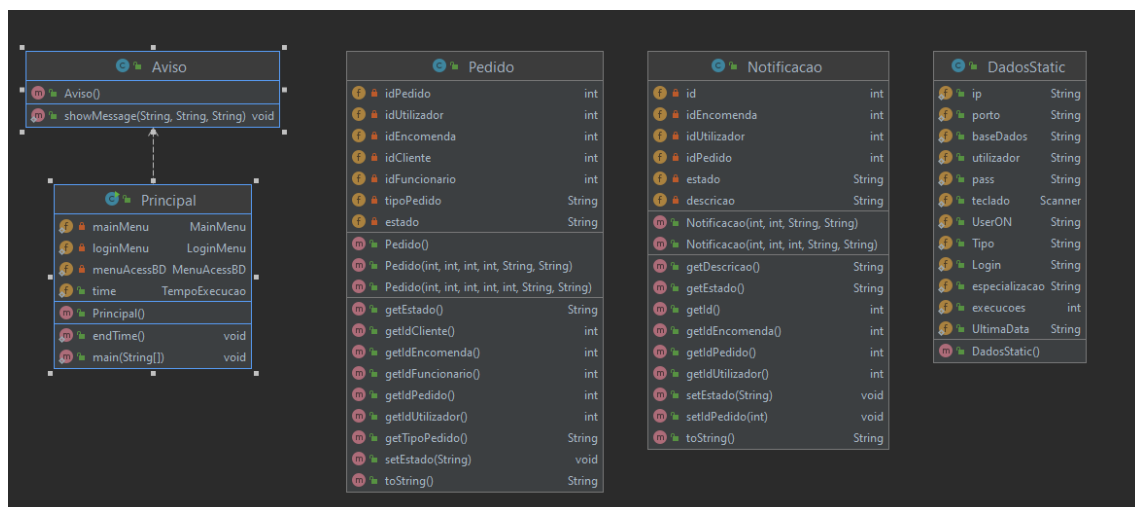 Aviso
Aviso()
showMessage(String, String, String) void
Principal
mainMenu MainMenu
loginMenu LoginMenu
menuAcessBD MenuAcessBD
time TempoExecucao
Principal()
endTime() void
main(String[]) void
Pedido
idPedido int
idUtilizador int
idEncomenda int
idCliente int
idFuncionario int
tipoPedido String
estado String
Pedido()
Pedido(int, int, int, int, String, String)
Pedido(int, int, int, int, int, String, String)
getEstado() String
getIdCliente() int
getIdEncomenda() int
getIdFuncionario() int
getIdPedido() int
getIdUtilizador() int
getTipoPedido() String
setEstado(String) void
toString() String
Notificacao
id int
idEncomenda int
idUtilizador int
idPedido int
estado String
descricao String
Notificacao(int, int, String, String)
Notificacao(int, int, int, String, String)
getDescricao() String
getEstado() String
getId() int
getIdEncomenda() int
getIdPedido() int
getIdUtilizador() int
setEstado(String) void
setIdPedido(int) void
toString() String
DadosStatic
ip String
porto String
baseDados String
utilizador String
pass String
teclado Scanner
UserON String
Tipo String
Login String
especializacao String
execucoes int
UltimaData String
DadosStatic()